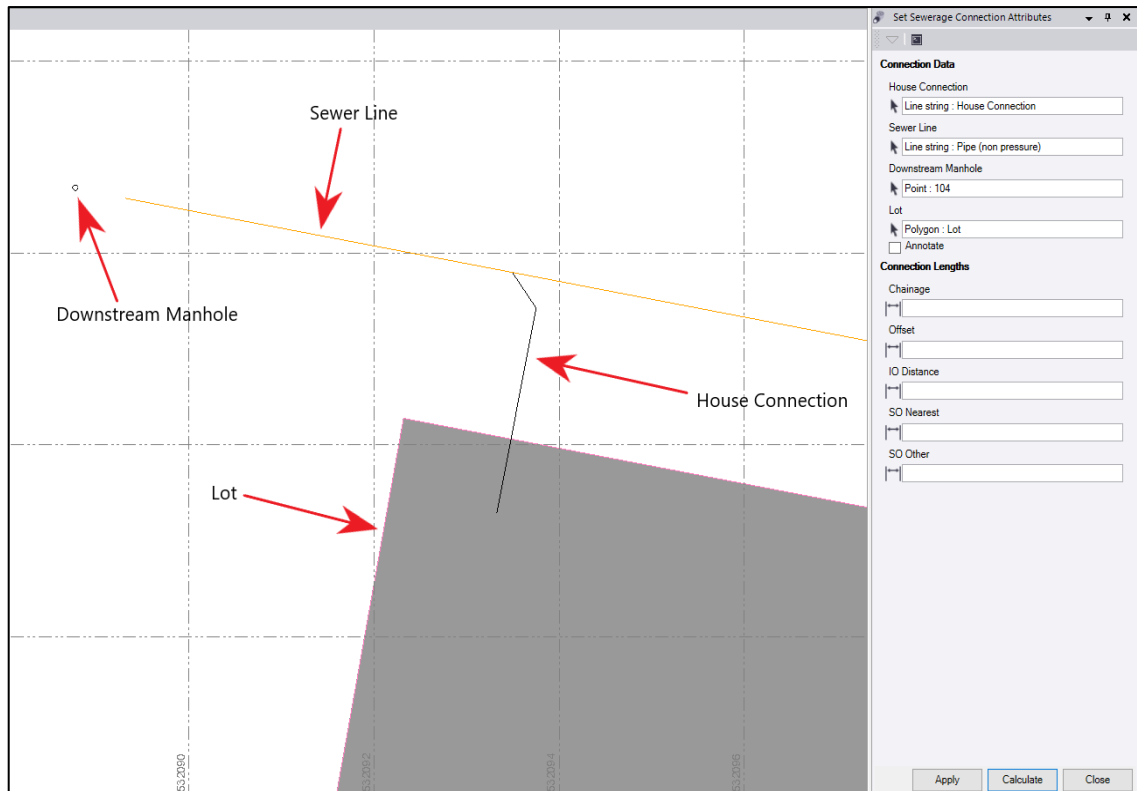 Set Sewerage Connection Attributes
Connection Data
House Connection
Line string : House Connection
Sewer Line
Line string : Pipe (non pressure)
Downstream Manhole
Point : 104
Lot
Polygon : Lot
Annotate
Connection Lengths
Chainage
Offset
IO Distance
SO Nearest
SO Other
Apply Calculate Close
Sewer Line
Downstream Manhole
House Connection
Lot
532090
532092
532094
532096